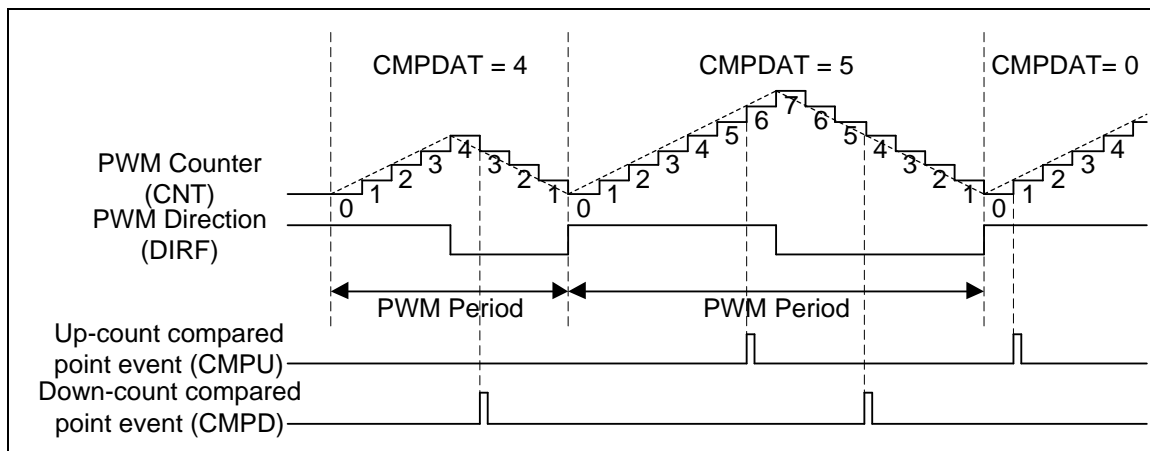 CMPDAT = 4
CMPDAT = 5
CMPDAT= 0
PWM Counter
(CNT)
0 1 2 3 4 3 2 1 0 1 2 3 4 5 6 7 6 5 4 3 2 1 0 1 2 3 4
PWM Direction
(DIRF)
PWM Period
PWM Period
Up-count compared
point event (CMPU)
Down-count compared
point event (CMPD)